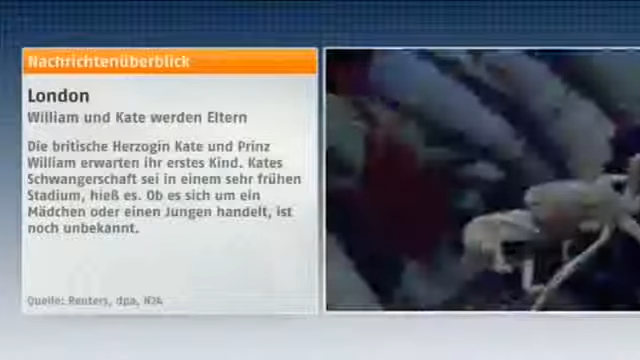 Nachrichtenüberblick
London
William und Kate werden Eltern
Die britische Herzogin Kate und Prinz
William erwarten ihr erstes Kind. Kates
Schwangerschaft sei in einem sehr frühen
Stadium, hieß es. Ob es sich um ein
Mädchen oder einen Jungen handelt, ist
noch unbekannt.
Quelle: Reuters, dpa, N24